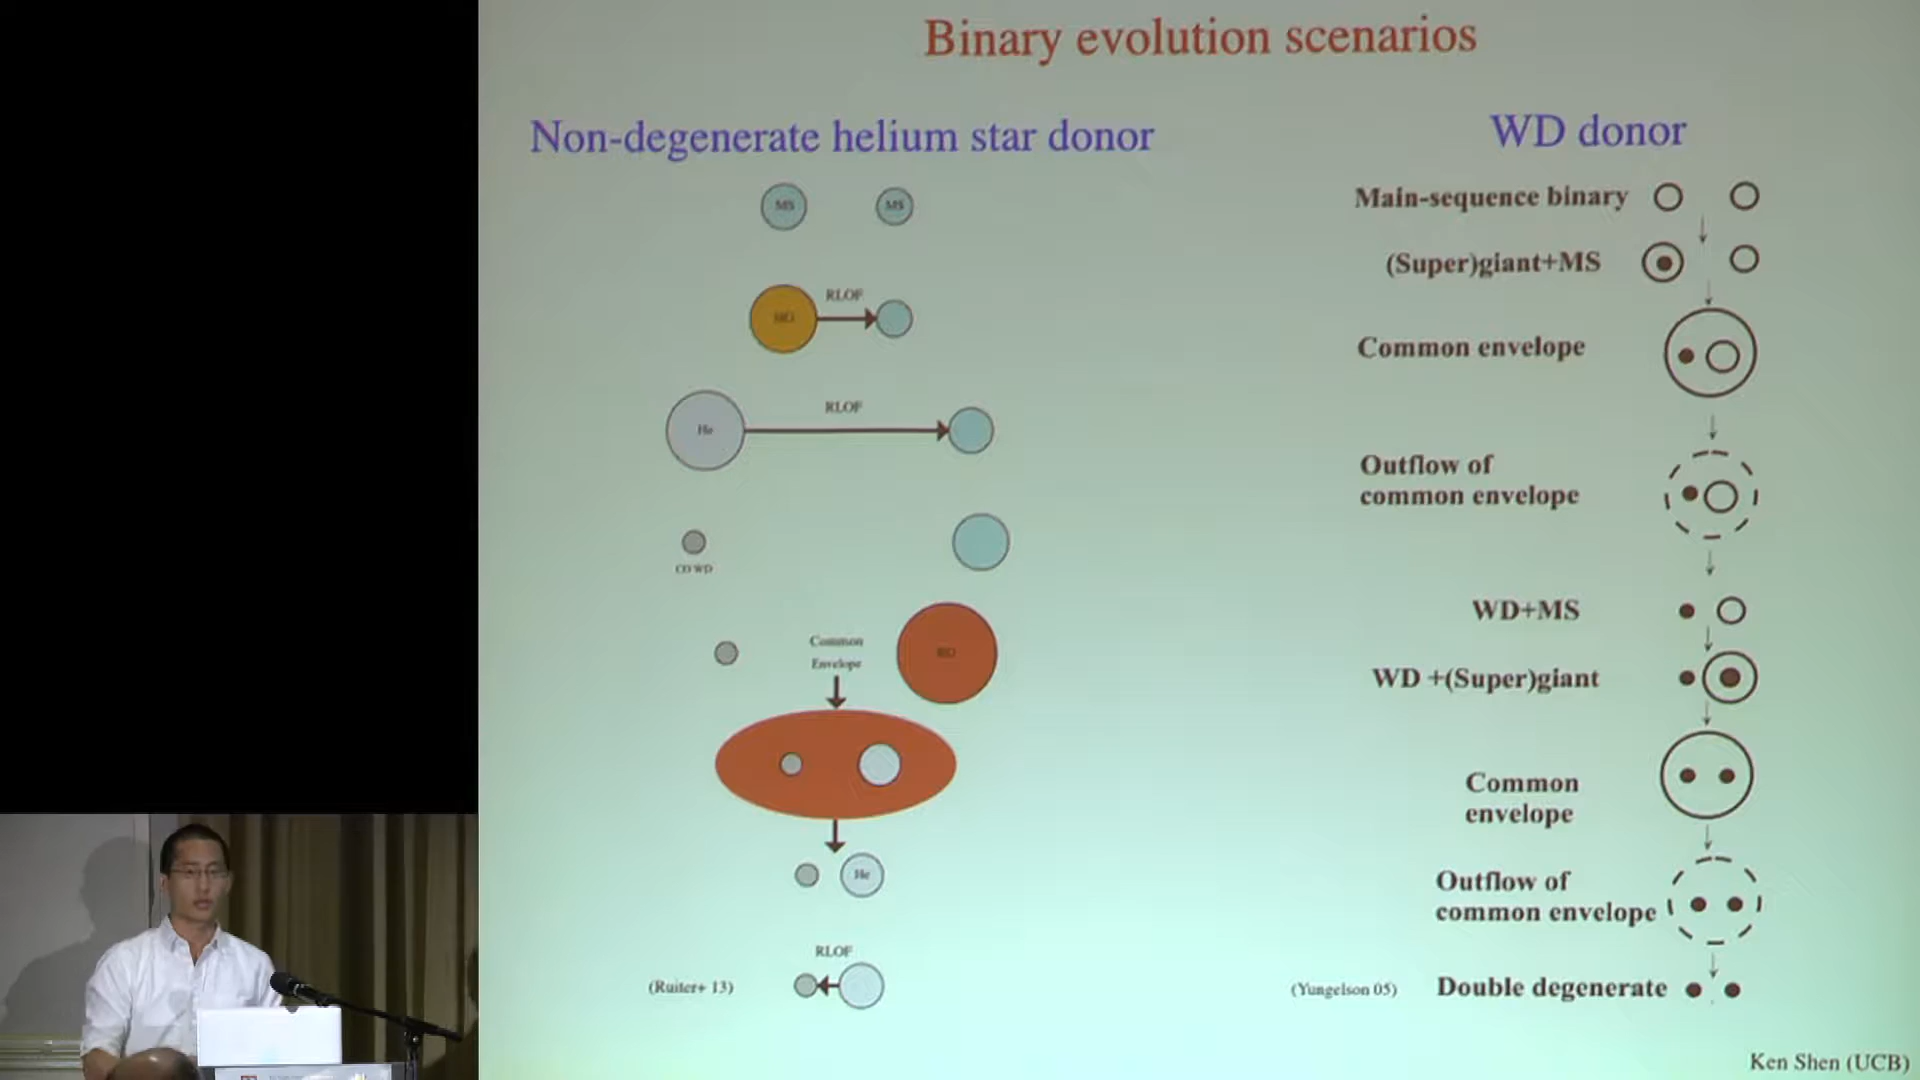 Binary evolution scenarios
Non-degenerate helium star donor
MS
MS
RLOF
RLOF
He
CO WD
Common
Envelope
He
RLOF
(Ruiter+ 13)
WD donor
Main-sequence binary
(Super)giant+MS
Common envelope
Outflow of
common envelope
WD+MS
WD +(Super)giant
Common
envelope
Outflow of
common envelope
Double degenerate
(Yungelson 05)
Ken Shen (UCB)